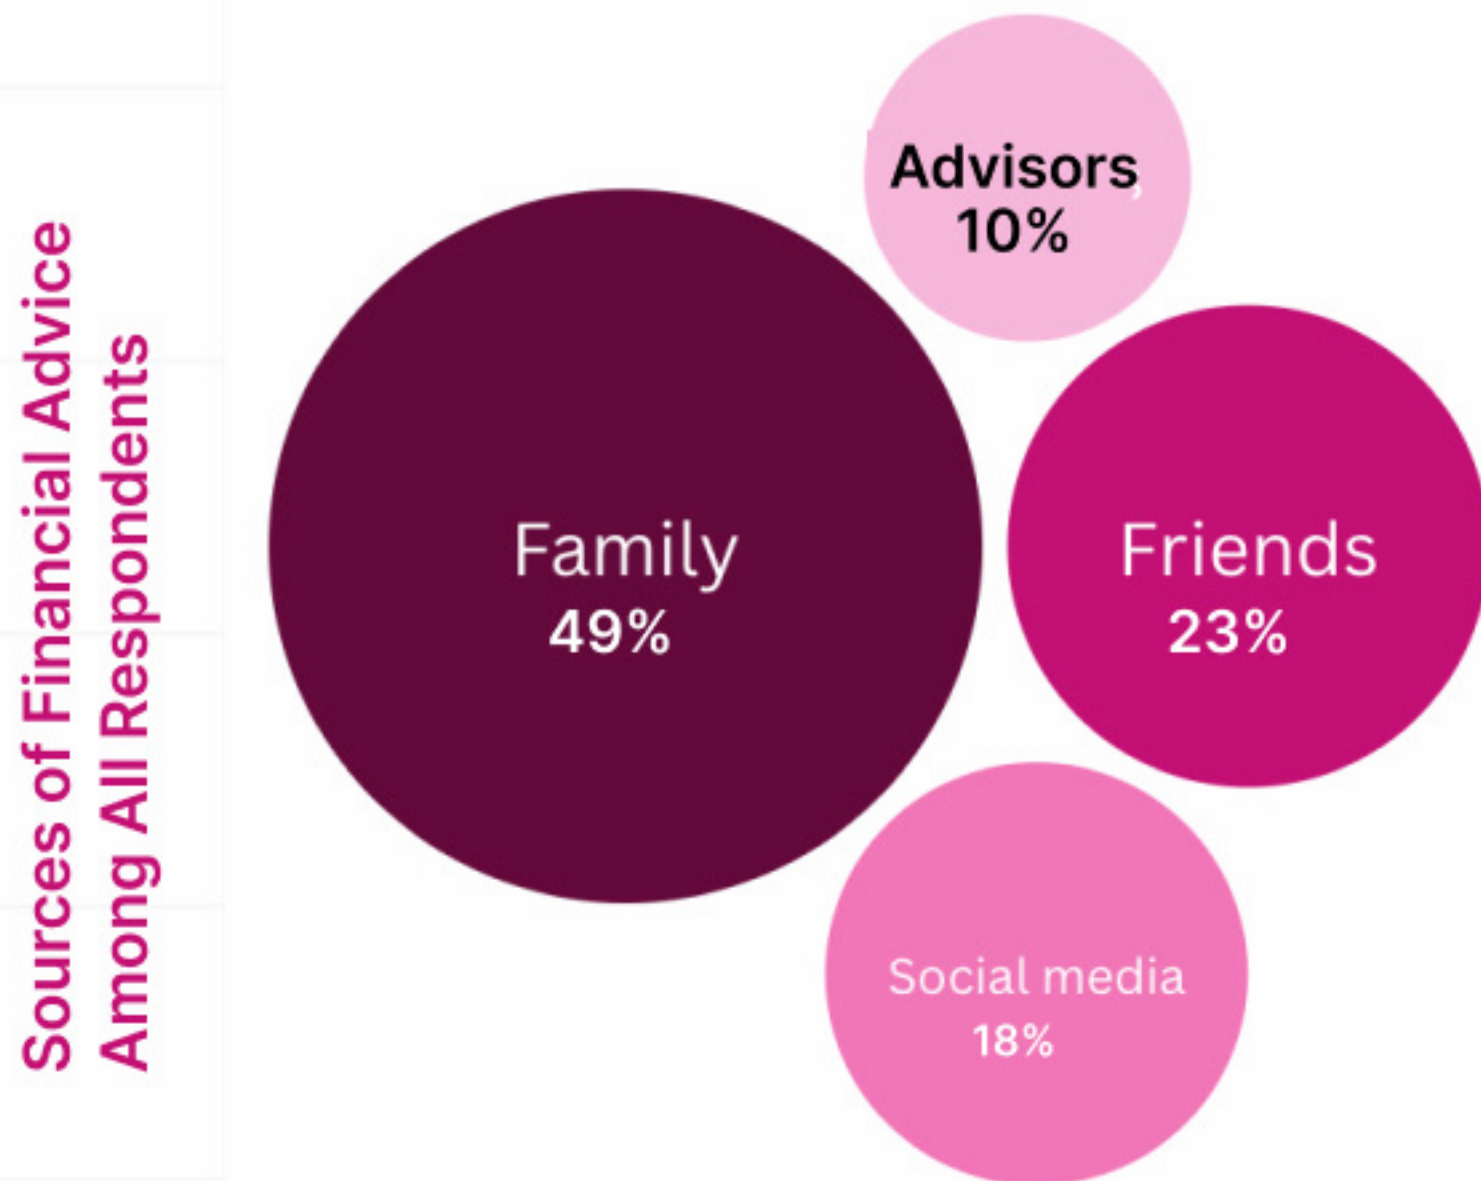 Sources of Financial Advice
Among All Respondents
Advisors
10%
Family
49%
Friends
23%
Social media
18%